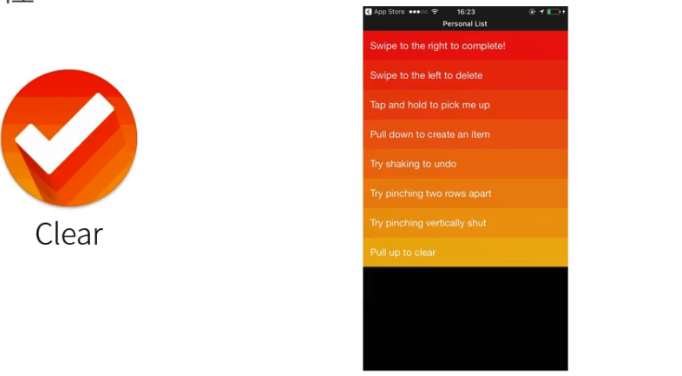 Clear
App Store 16:23
Personal List
Swipe to the right to complete!
Swipe to the left to delete
Tap and hold to pick me up
Pull down to create an item
Try shaking to undo
Try pinching two rows apart
Try pinching vertically shut
Pull up to clear